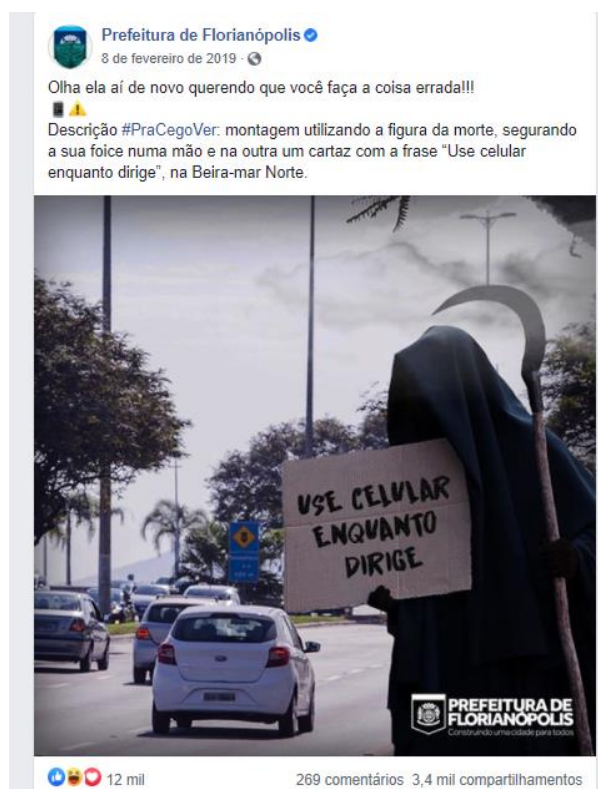 Prefeitura de Florianópolis
8 de fevereiro de 2019 ·
Olha ela aí de novo querendo que você faça a coisa errada!!!
Descrição #PraCegoVer: montagem utilizando a figura da morte, segurando
a sua foice numa mão e na outra um cartaz com a frase “Use celular
enquanto dirige”, na Beira-mar Norte.
USE CELULAR
ENQUANTO
DIRIGE
PREFEITURA DE
FLORIANÓPOLIS
Construindo uma cidade para todos
12 mil
269 comentários 3,4 mil compartilhamentos